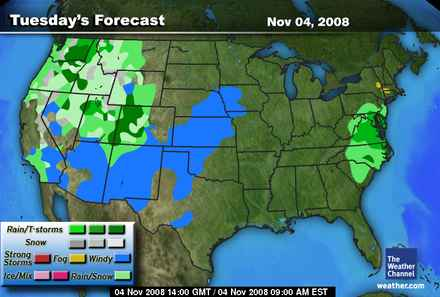 Tuesday's Forecast
Nov 04, 2008
Rain/T-storms
Snow
Strong Storms
Fog
Windy
Ice/Mix
Rain/Snow
The
Weather
Channel
weather.com
04 Nov 2008 14:00 GMT / 04 Nov 2008 09:00 AM EST